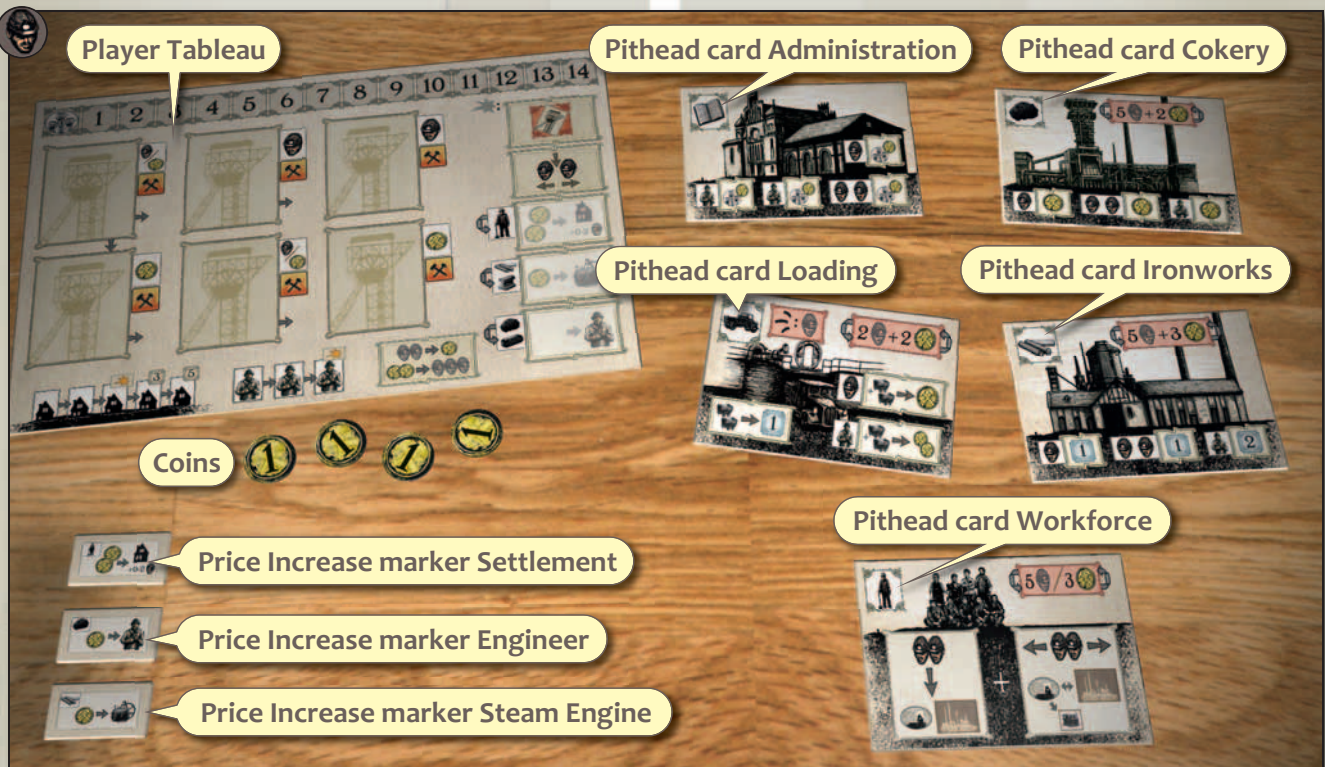 Player Tableau
Pithead card Administration
Pithead card Cokery
1 2 3 4 5 6 7 8 9 10 11 12 13 14
5 +2
Pithead card Loading
Pithead card Ironworks
2 +2
5 +3
3 5
1
1 1 2
Coins
1 1 1 1
Pithead card Workforce
Price Increase marker Settlement
5 / 3
+
Price Increase marker Engineer
Price Increase marker Steam Engine